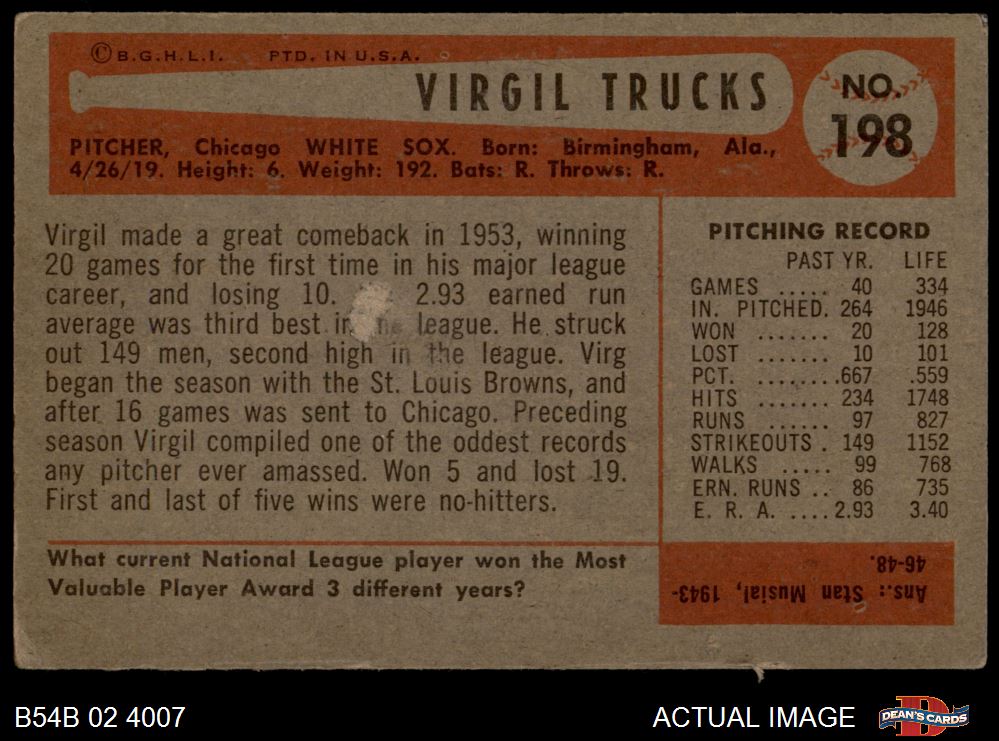 ©B.G.H.L.I. PTD. IN U.S.A.
VIRGIL TRUCKS
NO.
198
PITCHER, Chicago WHITE SOX. Born: Birmingham, Ala.,
4/26/19. Height: 6. Weight: 192. Bats: R. Throws: R.
Virgil made a great comeback in 1953, winning
20 games for the first time in his major league
career, and losing 10. 2.93 earned run
average was third best in the league. He struck
out 149 men, second high in the league. Virg
began the season with the St. Louis Browns, and
after 16 games was sent to Chicago. Preceding
season Virgil compiled one of the oddest records
any pitcher ever amassed. Won 5 and lost 19.
First and last of five wins were no-hitters.
What current National League player won the Most
Valuable Player Award 3 different years?
PITCHING RECORD
PAST YR. LIFE
GAMES ..... 40 334
IN. PITCHED. 264 1946
WON ....... 20 128
LOST ....... 10 101
PCT. ........ .667 .559
HITS ....... 234 1748
RUNS ...... 97 827
STRIKEOUTS . 149 1152
WALKS ..... 99 768
ERN. RUNS .. 86 735
E. R. A. .... 2.93 3.40
Ans.: Stan Musial, 1943-
46-48.
B54B 02 4007
ACTUAL IMAGE
DEAN'S CARDS